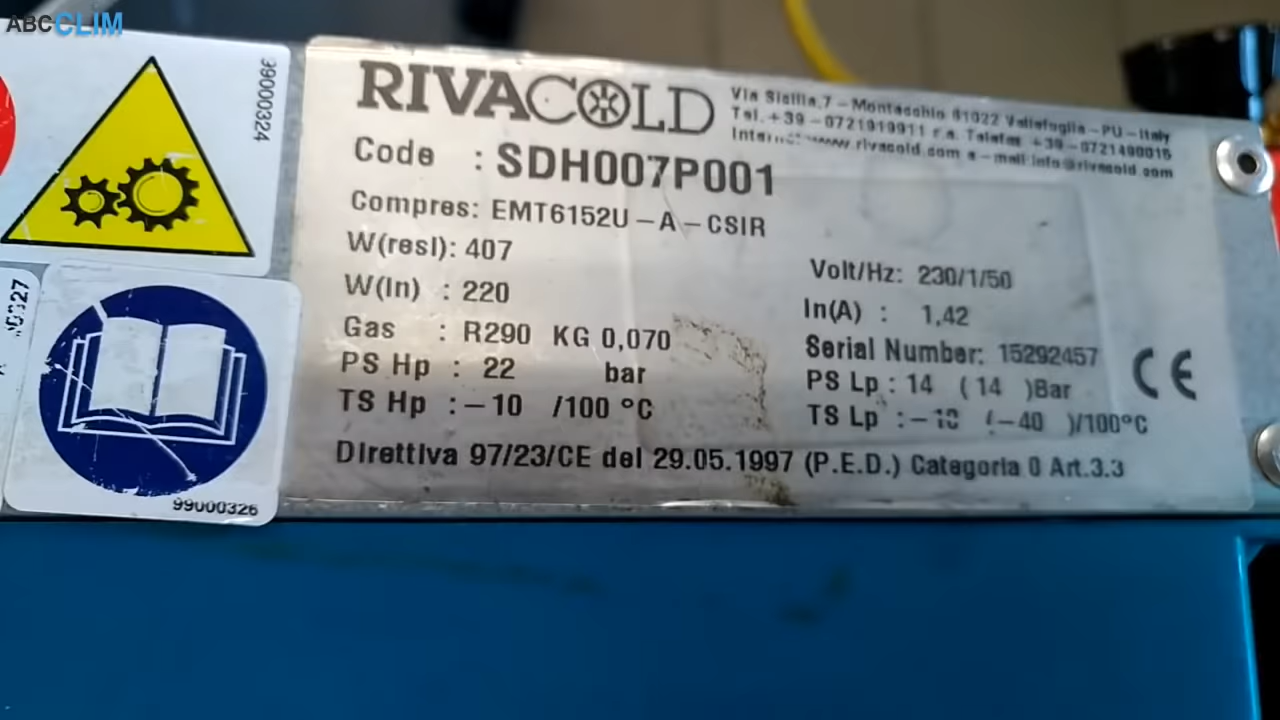 ABCCLIM
39000324
RIVACOLD
Via Sicilia,7 - Montecchio 61022 Vallefoglia - PU - Italy
Tel. +39 - 0721919911 r.a. Telefax +39 - 0721490015
www.rivacold.com e - mail info@rivacold.com
Code : SDH007P001
Compres: EMT6152U - A - CSIR
W(resl): 407
W(In) : 220
Volt/Hz: 230/1/50
In(A) : 1,42
Gas : R290 KG 0,070
Serial Number: 15292457
PS Hp : 22 bar
PS Lp : 14 ( 14 )Bar
CE
TS Hp : -10 /100 °C
TS Lp : -10 (-40 )/100°C
Direttiva 97/23/CE del 29.05.1997 (P.E.D.) Categoria 0 Art.3.3
99000326